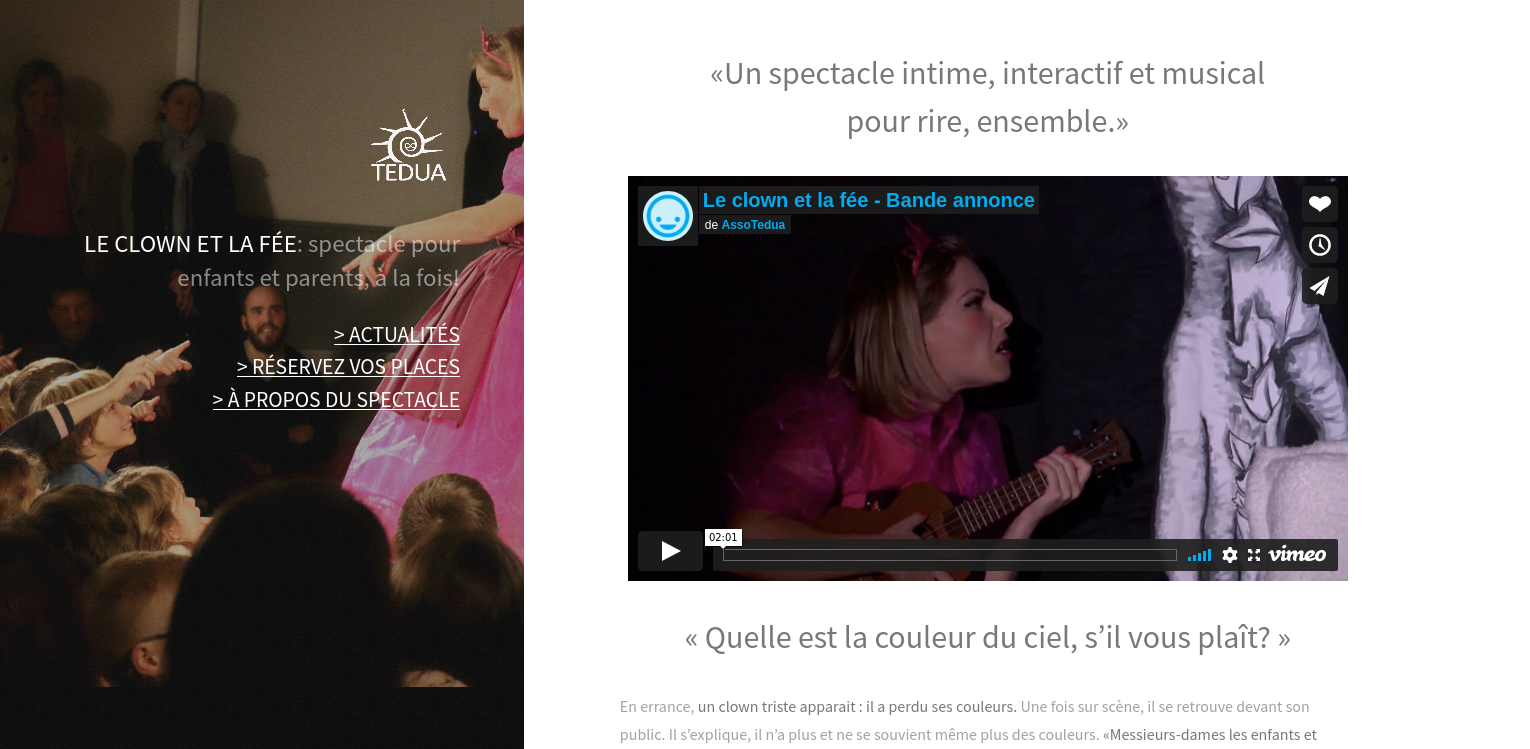 TEDUA
LE CLOWN ET LA FÉE: spectacle pour
enfants et parents, à la fois!
> ACTUALITÉS
> RÉSERVEZ VOS PLACES
> À PROPOS DU SPECTACLE
«Un spectacle intime, interactif et musical
pour rire, ensemble.»
Le clown et la fée - Bande annonce
de AssoTedua
02:01
vimeo
« Quelle est la couleur du ciel, s’il vous plaît? »
En errance, un clown triste apparait : il a perdu ses couleurs. Une fois sur scène, il se retrouve devant son
public. Il s’explique, il n’a plus et ne se souvient même plus des couleurs. «Messieurs-dames les enfants et